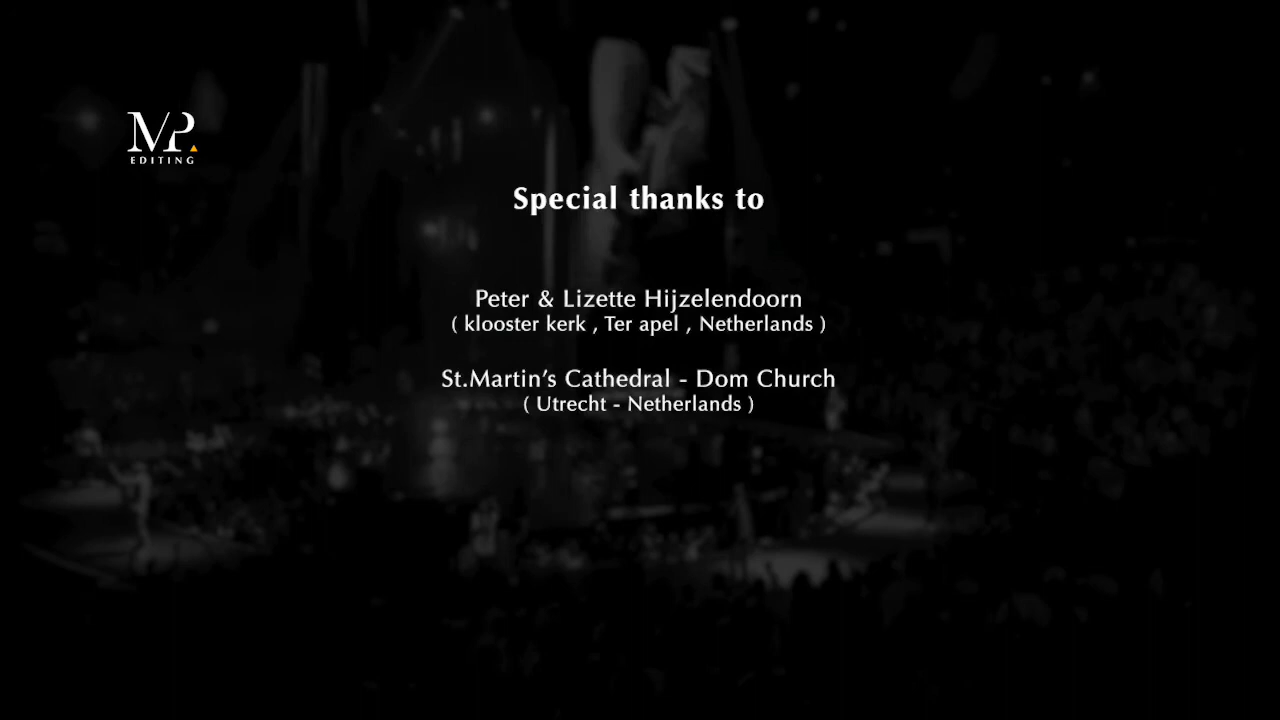 MP.
EDITING
Special thanks to
Peter & Lizette Hijzelendoorn
( klooster kerk , Ter apel , Netherlands )
St.Martin’s Cathedral - Dom Church
( Utrecht - Netherlands )